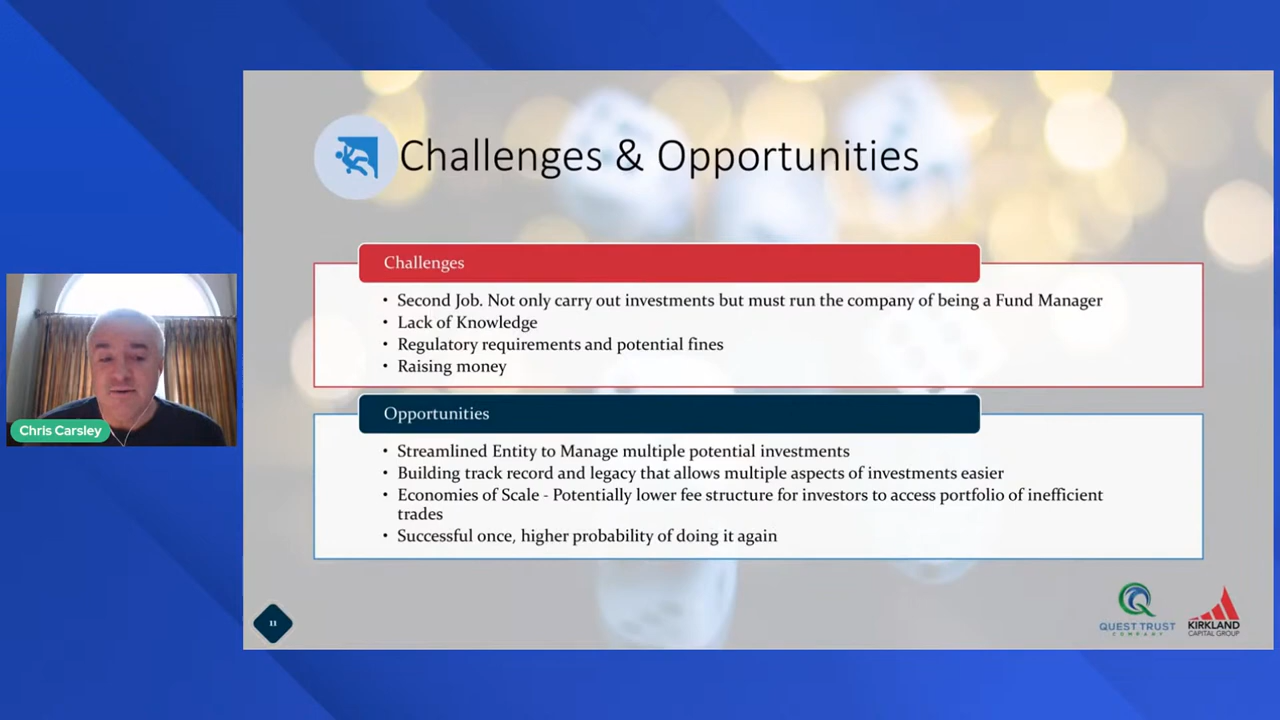 Challenges & Opportunities
Challenges
• Second Job. Not only carry out investments but must run the company of being a Fund Manager
• Lack of Knowledge
• Regulatory requirements and potential fines
• Raising money
Opportunities
• Streamlined Entity to Manage multiple potential investments
• Building track record and legacy that allows multiple aspects of investments easier
• Economies of Scale - Potentially lower fee structure for investors to access portfolio of inefficient
trades
• Successful once, higher probability of doing it again
Chris Carsley
11
QUEST TRUST
COMPANY
KIRKLAND
CAPITAL GROUP